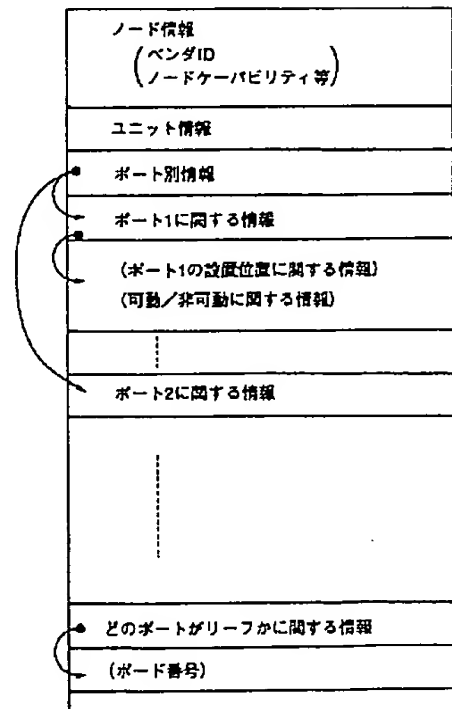 ノード情報
(ベンダID
ノードケーパビリティ等)
ユニット情報
ポート別情報
ポート1に関する情報
(ポート1の設置位置に関する情報)
(可動/非可動に関する情報)
ポート2に関する情報
どのポートがリーフかに関する情報
(ポート番号)